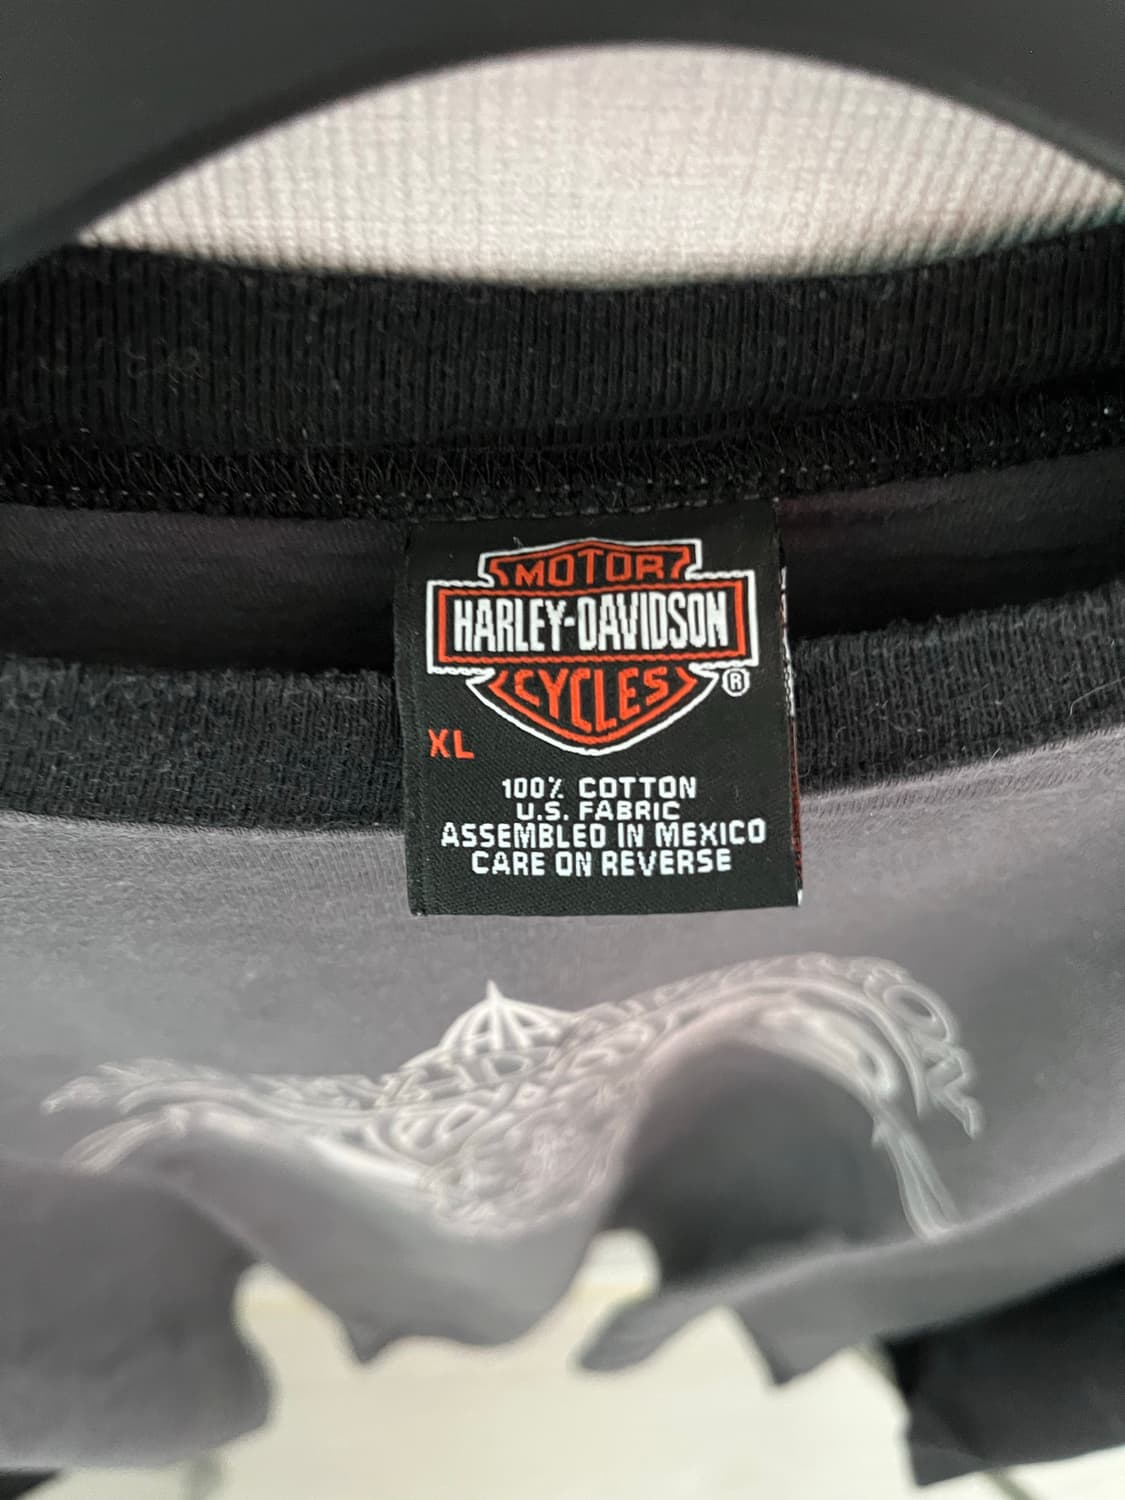 MOTOR
HARLEY-DAVIDSON
CYCLES
®
XL
100% COTTON
U.S. FABRIC
ASSEMBLED IN MEXICO
CARE ON REVERSE